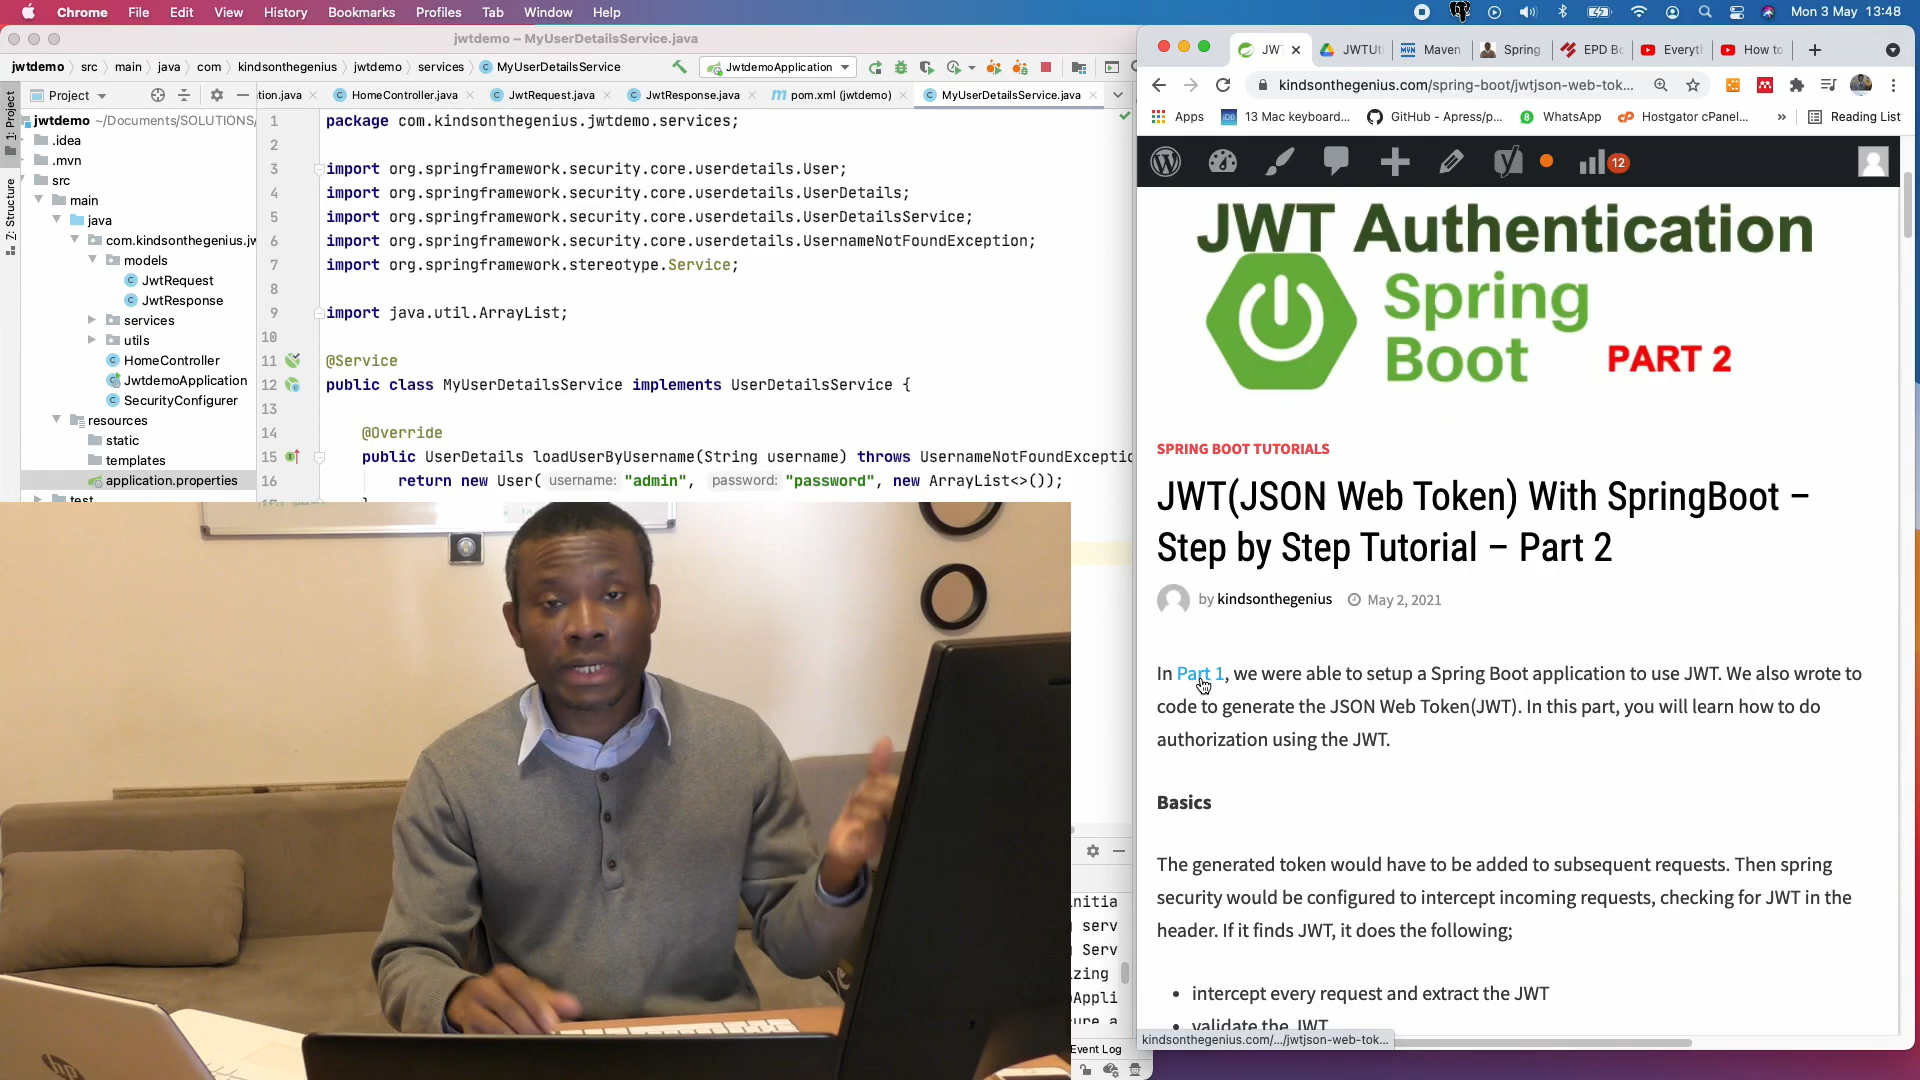 Chrome File Edit View History Bookmarks Profiles Tab Window Help Mon 3 May 13:48
jwtdemo – MyUserDetailsService.java
jwtdemo src main java com kindsonthegenius jwtdemo services MyUserDetailsService JwtdemoApplication
Project tion.java HomeController.java JwtRequest.java JwtResponse.java pom.xml (jwtdemo) MyUserDetailsService.java
1: Project
Z: Structure
jwtdemo ~/Documents/SOLUTIONS/
.idea
.mvn
src
main
java
com.kindsonthegenius.jw
models
JwtRequest
JwtResponse
services
utils
HomeController
JwtdemoApplication
SecurityConfigurer
resources
static
templates
application.properties
test
1 package com.kindsonthegenius.jwtdemo.services;
2
3 import org.springframework.security.core.userdetails.User;
4 import org.springframework.security.core.userdetails.UserDetails;
5 import org.springframework.security.core.userdetails.UserDetailsService;
6 import org.springframework.security.core.userdetails.UsernameNotFoundException;
7 import org.springframework.stereotype.Service;
8
9 import java.util.ArrayList;
10
11 @Service
12 public class MyUserDetailsService implements UserDetailsService {
13
14 @Override
15 public UserDetails loadUserByUsername(String username) throws UsernameNotFoundExceptio
16 return new User( username: "admin", password: "password", new ArrayList<>());
nitia
serv
Serv
zing
Appli
ure a
Event Log
hp
JW JWTUt Maven Spring EPD Bo Everyt How to
kindsonthegenius.com/spring-boot/jwtjson-web-tok...
Apps 13 Mac keyboard... GitHub - Apress/p... WhatsApp Hostgator cPanel... » Reading List
12
JWT Authentication
Spring
Boot
PART 2
SPRING BOOT TUTORIALS
JWT(JSON Web Token) With SpringBoot –
Step by Step Tutorial – Part 2
by kindsonthegenius May 2, 2021
In Part 1, we were able to setup a Spring Boot application to use JWT. We also wrote to
code to generate the JSON Web Token(JWT). In this part, you will learn how to do
authorization using the JWT.
Basics
The generated token would have to be added to subsequent requests. Then spring
security would be configured to intercept incoming requests, checking for JWT in the
header. If it finds JWT, it does the following;
• intercept every request and extract the JWT
• validate the JWT
kindsonthegenius.com/.../jwtjson-web-tok...